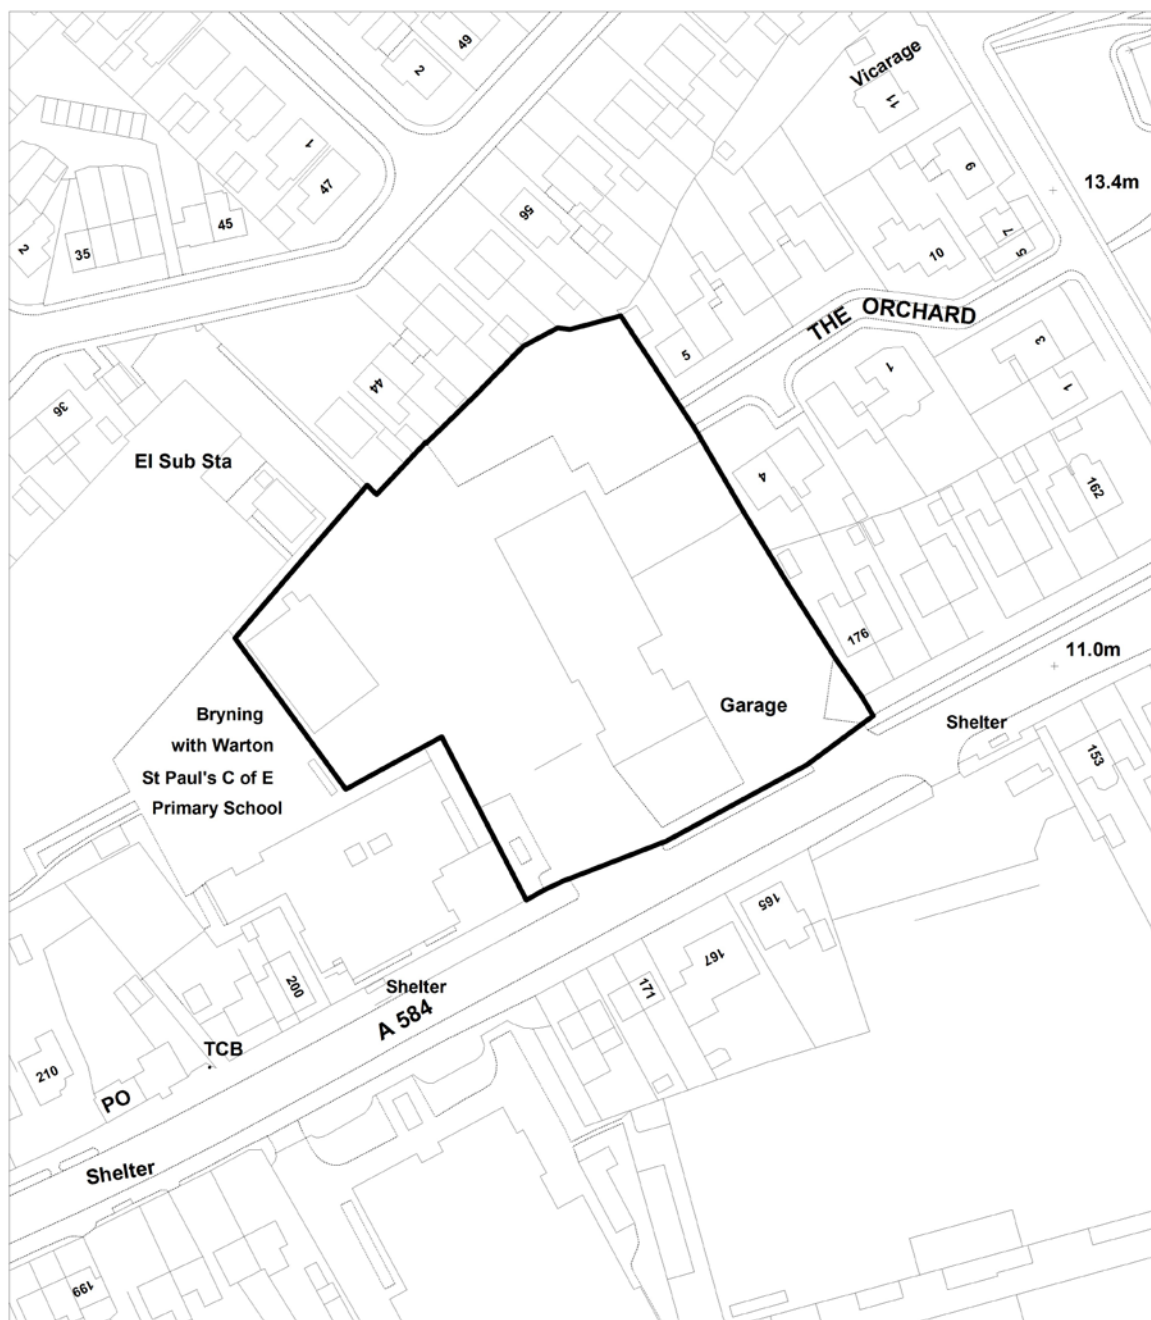 49
2
Vicarage
11
1
47
9
13.4m
45
2
35
56
7
5
10
THE ORCHARD
5
3
1
1
44
36
El Sub Sta
4
162
176
11.0m
Garage
Shelter
Bryning
with Warton
St Paul's C of E
Primary School
153
165
167
171
200
Shelter
A 584
TCB
210
PO
Shelter
199